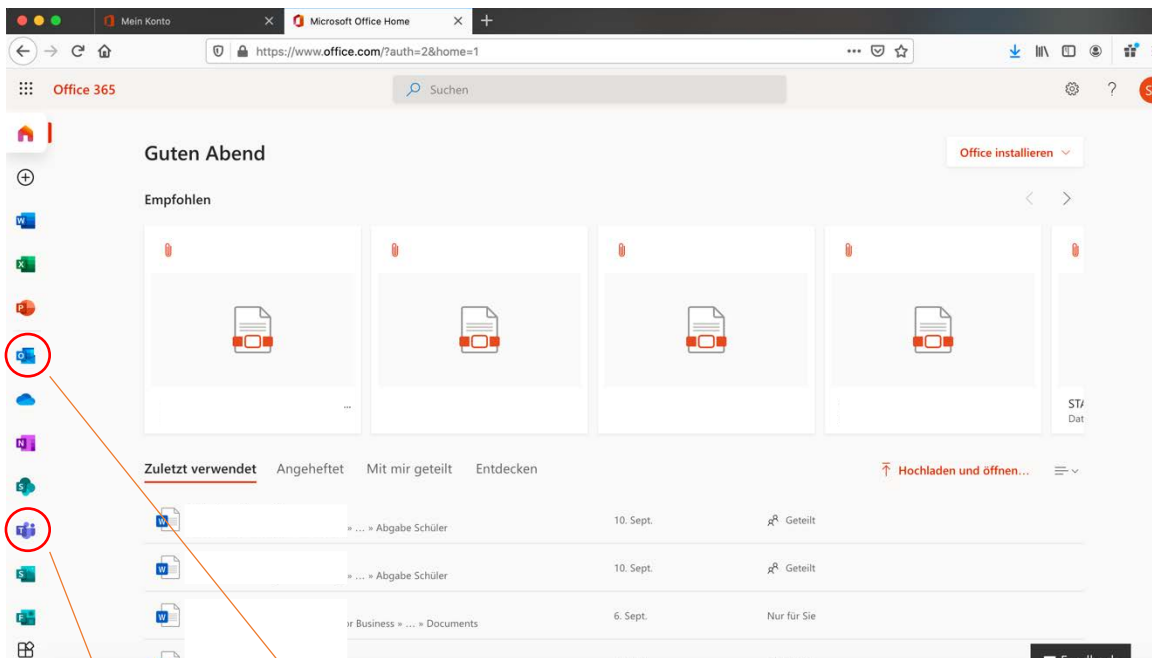 Mein Konto
Microsoft Office Home
https://www.office.com/?auth=2&home=1
Office 365
Suchen
?
Guten Abend
Office installieren
Empfohlen
...
STA
Dat
Zuletzt verwendet Angeheftet Mit mir geteilt Entdecken
Hochladen und öffnen...
» ... » Abgabe Schüler 10. Sept. Geteilt
» ... » Abgabe Schüler 10. Sept. Geteilt
r Business » ... » Documents 6. Sept. Nur für Sie